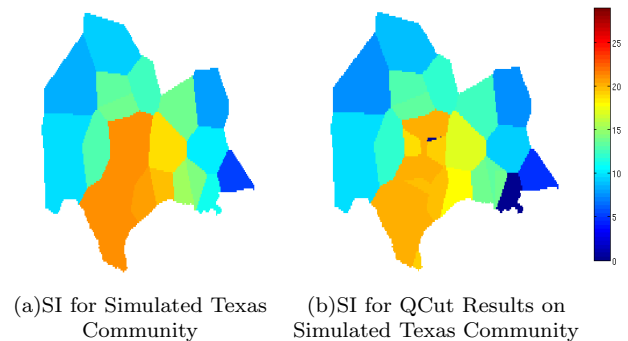 25
20
15
10
5
0
(a)SI for Simulated Texas
Community
(b)SI for QCut Results on
Simulated Texas Community